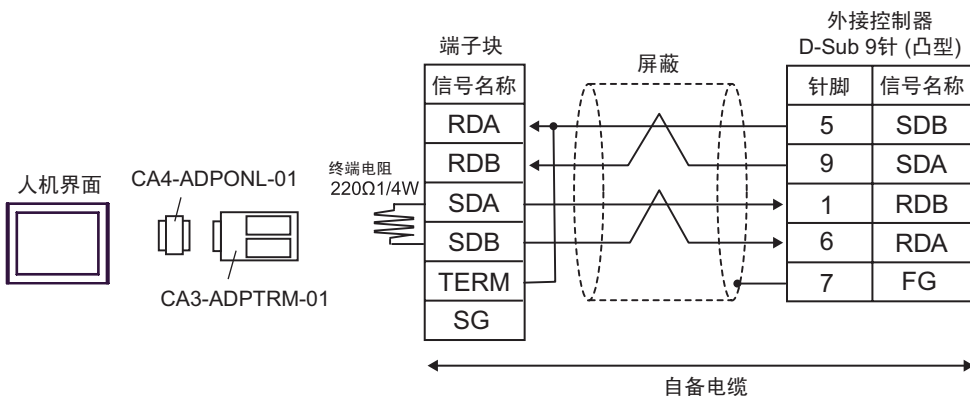 外接控制器
D-Sub 9针 (凸型)
端子块
屏蔽
信号名称
针脚 信号名称
RDA
5 SDB
RDB
9 SDA
终端电阻
220Ω1/4W
SDA
1 RDB
SDB
6 RDA
TERM
7 FG
SG
人机界面
CA4-ADPONL-01
CA3-ADPTRM-01
自备电缆